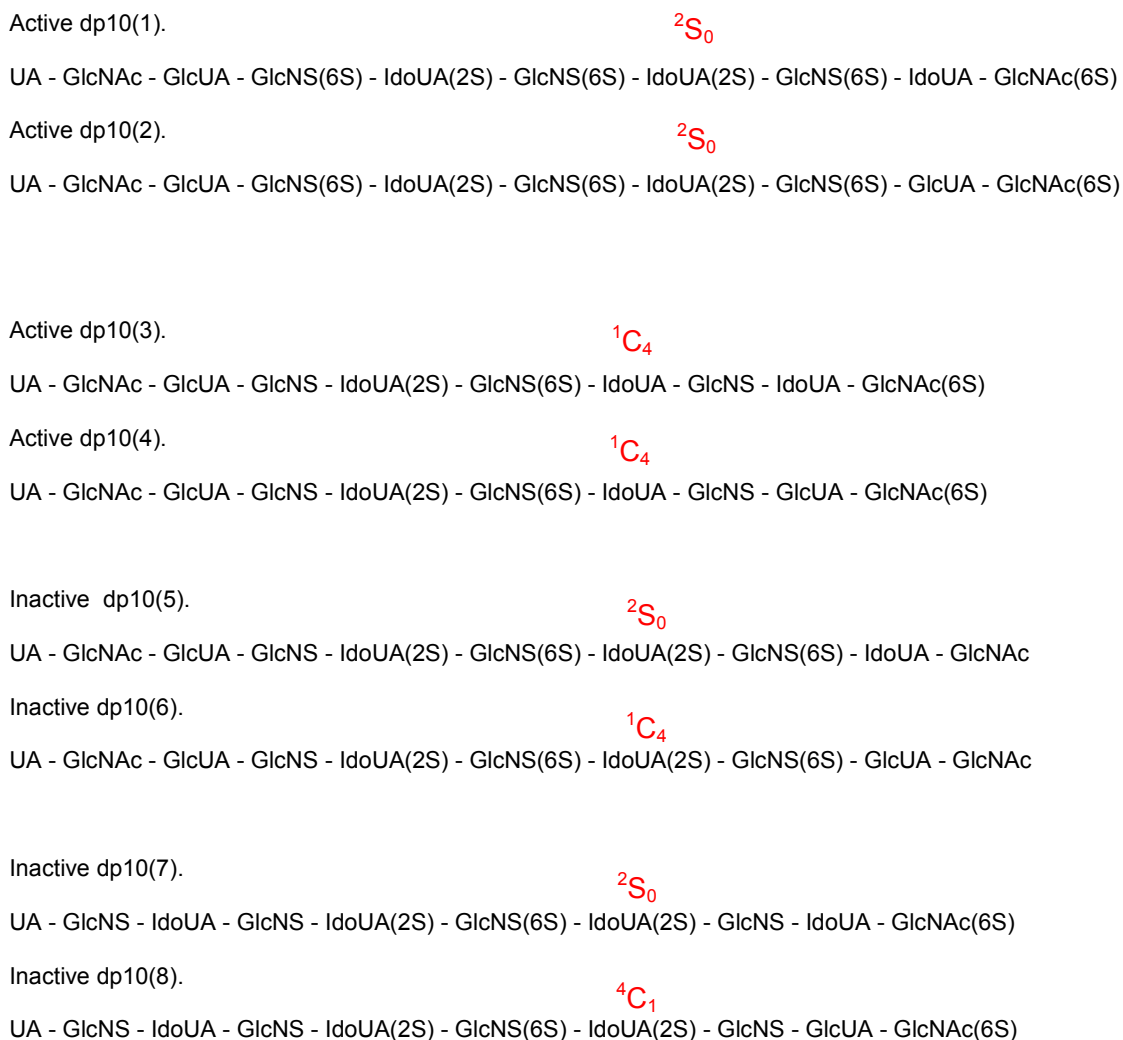 Active dp10(1).
²S₀
UA - GlcNAc - GlcUA - GlcNS(6S) - IdoUA(2S) - GlcNS(6S) - IdoUA(2S) - GlcNS(6S) - IdoUA - GlcNAc(6S)
Active dp10(2).
²S₀
UA - GlcNAc - GlcUA - GlcNS(6S) - IdoUA(2S) - GlcNS(6S) - IdoUA(2S) - GlcNS(6S) - GlcUA - GlcNAc(6S)
Active dp10(3).
¹C₄
UA - GlcNAc - GlcUA - GlcNS - IdoUA(2S) - GlcNS(6S) - IdoUA - GlcNS - IdoUA - GlcNAc(6S)
Active dp10(4).
¹C₄
UA - GlcNAc - GlcUA - GlcNS - IdoUA(2S) - GlcNS(6S) - IdoUA - GlcNS - GlcUA - GlcNAc(6S)
Inactive dp10(5).
²S₀
UA - GlcNAc - GlcUA - GlcNS - IdoUA(2S) - GlcNS(6S) - IdoUA(2S) - GlcNS(6S) - IdoUA - GlcNAc
Inactive dp10(6).
¹C₄
UA - GlcNAc - GlcUA - GlcNS - IdoUA(2S) - GlcNS(6S) - IdoUA(2S) - GlcNS(6S) - GlcUA - GlcNAc
Inactive dp10(7).
²S₀
UA - GlcNS - IdoUA - GlcNS - IdoUA(2S) - GlcNS(6S) - IdoUA(2S) - GlcNS - IdoUA - GlcNAc(6S)
Inactive dp10(8).
⁴C₁
UA - GlcNS - IdoUA - GlcNS - IdoUA(2S) - GlcNS(6S) - IdoUA(2S) - GlcNS - GlcUA - GlcNAc(6S)